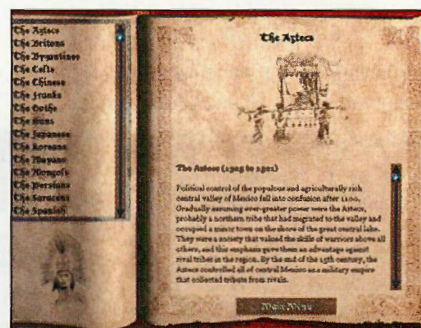 The Aztecs
The Britons
The Byzantines
The Celts
The Chinese
The Franks
The Goths
The Huns
The Japanese
The Koreans
The Mayans
The Mongols
The Persians
The Saracens
The Spanish
The Aztecs
The Aztecs (1325 to 1521)
Political control of the populous and agriculturally rich
central valley of Mexico fell into confusion after 1100.
Gradually assuming ever-greater power were the Aztecs,
probably a northern tribe that had migrated to the valley and
occupied a minor town on the shore of the great central lake.
They were a society that valued the skills of warriors above all
others, and this emphasis gave them an advantage against
rival tribes in the region. By the end of the 15th century, the
Aztecs controlled all of central Mexico as a military empire
that collected tribute from rivals.
Main Menu